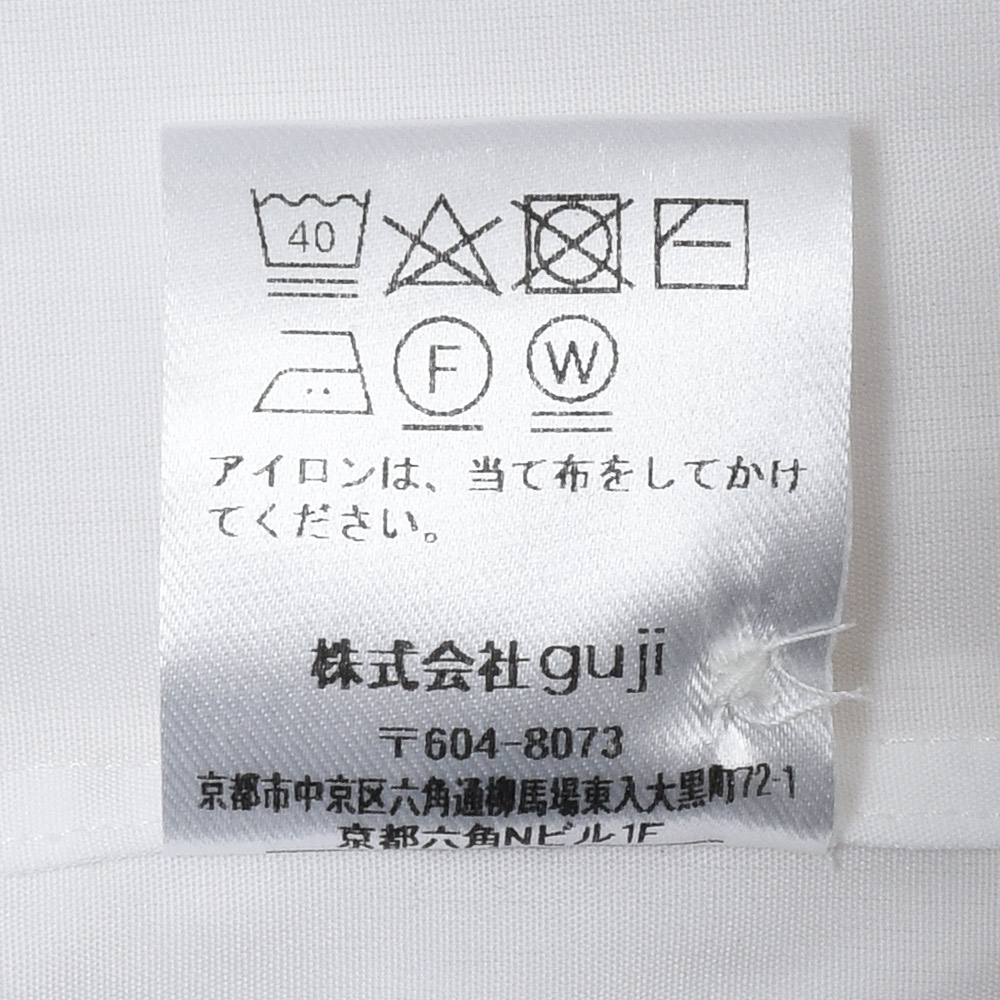 40
F W
アイロンは、当て布をしてかけ
てください。
株式会社guji
〒604-8073
京都市中京区六角通柳馬場東入大黒町72-1
京都六角Nビル1F